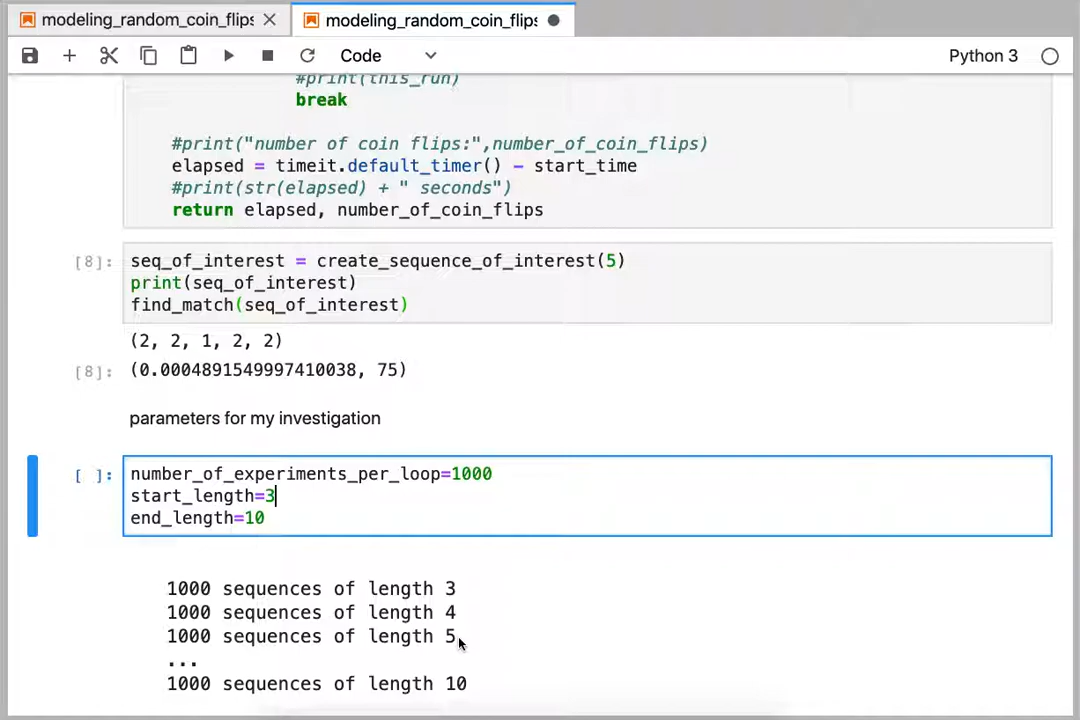 modeling_random_coin_flips
modeling_random_coin_flips
Code
Python 3
#print(this_run)
break
#print("number of coin flips:",number_of_coin_flips)
elapsed = timeit.default_timer() - start_time
#print(str(elapsed) + " seconds")
return elapsed, number_of_coin_flips
[8]: seq_of_interest = create_sequence_of_interest(5)
print(seq_of_interest)
find_match(seq_of_interest)
(2, 2, 1, 2, 2)
[8]: (0.0004891549997410038, 75)
parameters for my investigation
[ ]: number_of_experiments_per_loop=1000
start_length=3
end_length=10
1000 sequences of length 3
1000 sequences of length 4
1000 sequences of length 5
...
1000 sequences of length 10